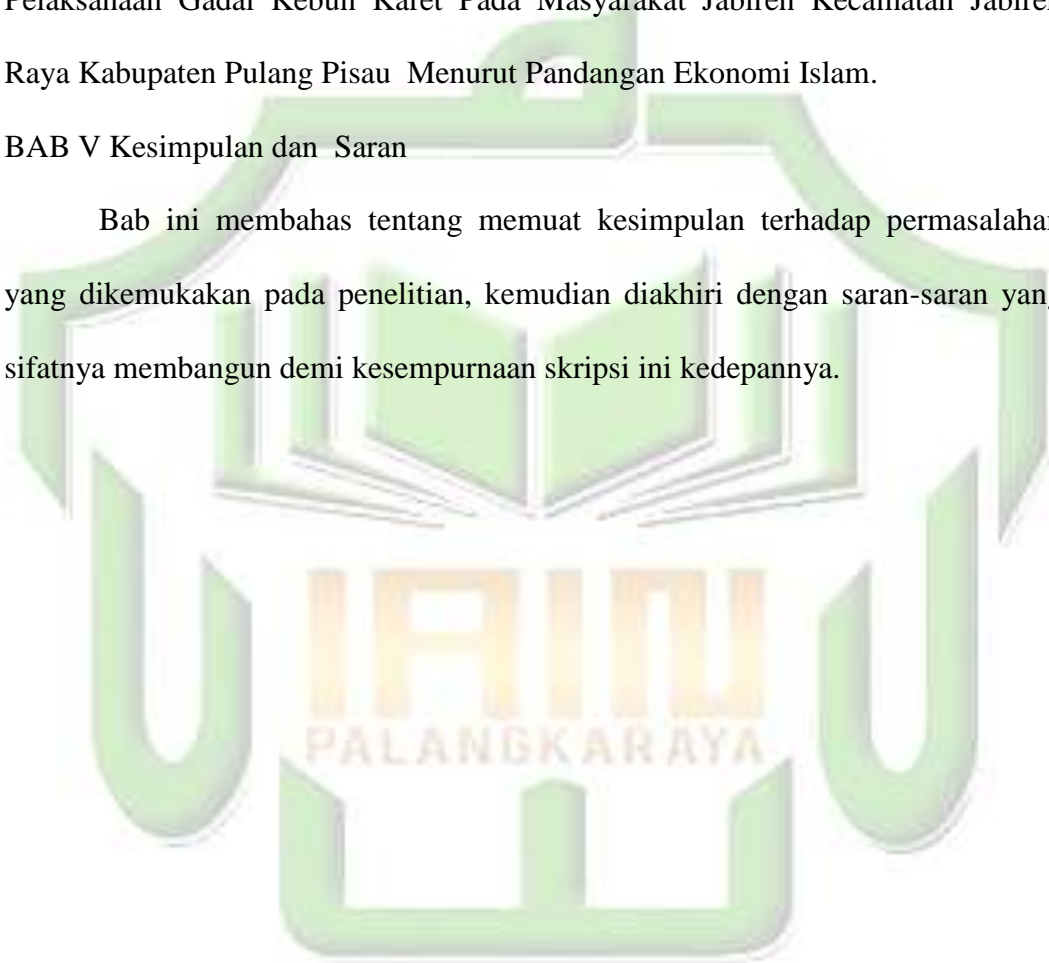 Pelaksanaan Gadai Kebun Karet Pada Masyarakat Jabiren Kecamatan Jabiren
Raya Kabupaten Pulang Pisau Menurut Pandangan Ekonomi Islam.
BAB V Kesimpulan dan Saran
Bab ini membahas tentang memuat kesimpulan terhadap permasalahan
yang dikemukakan pada penelitian, kemudian diakhiri dengan saran-saran yang
sifatnya membangun demi kesempurnaan skripsi ini kedepannya.
IAIN
PALANGKARAYA